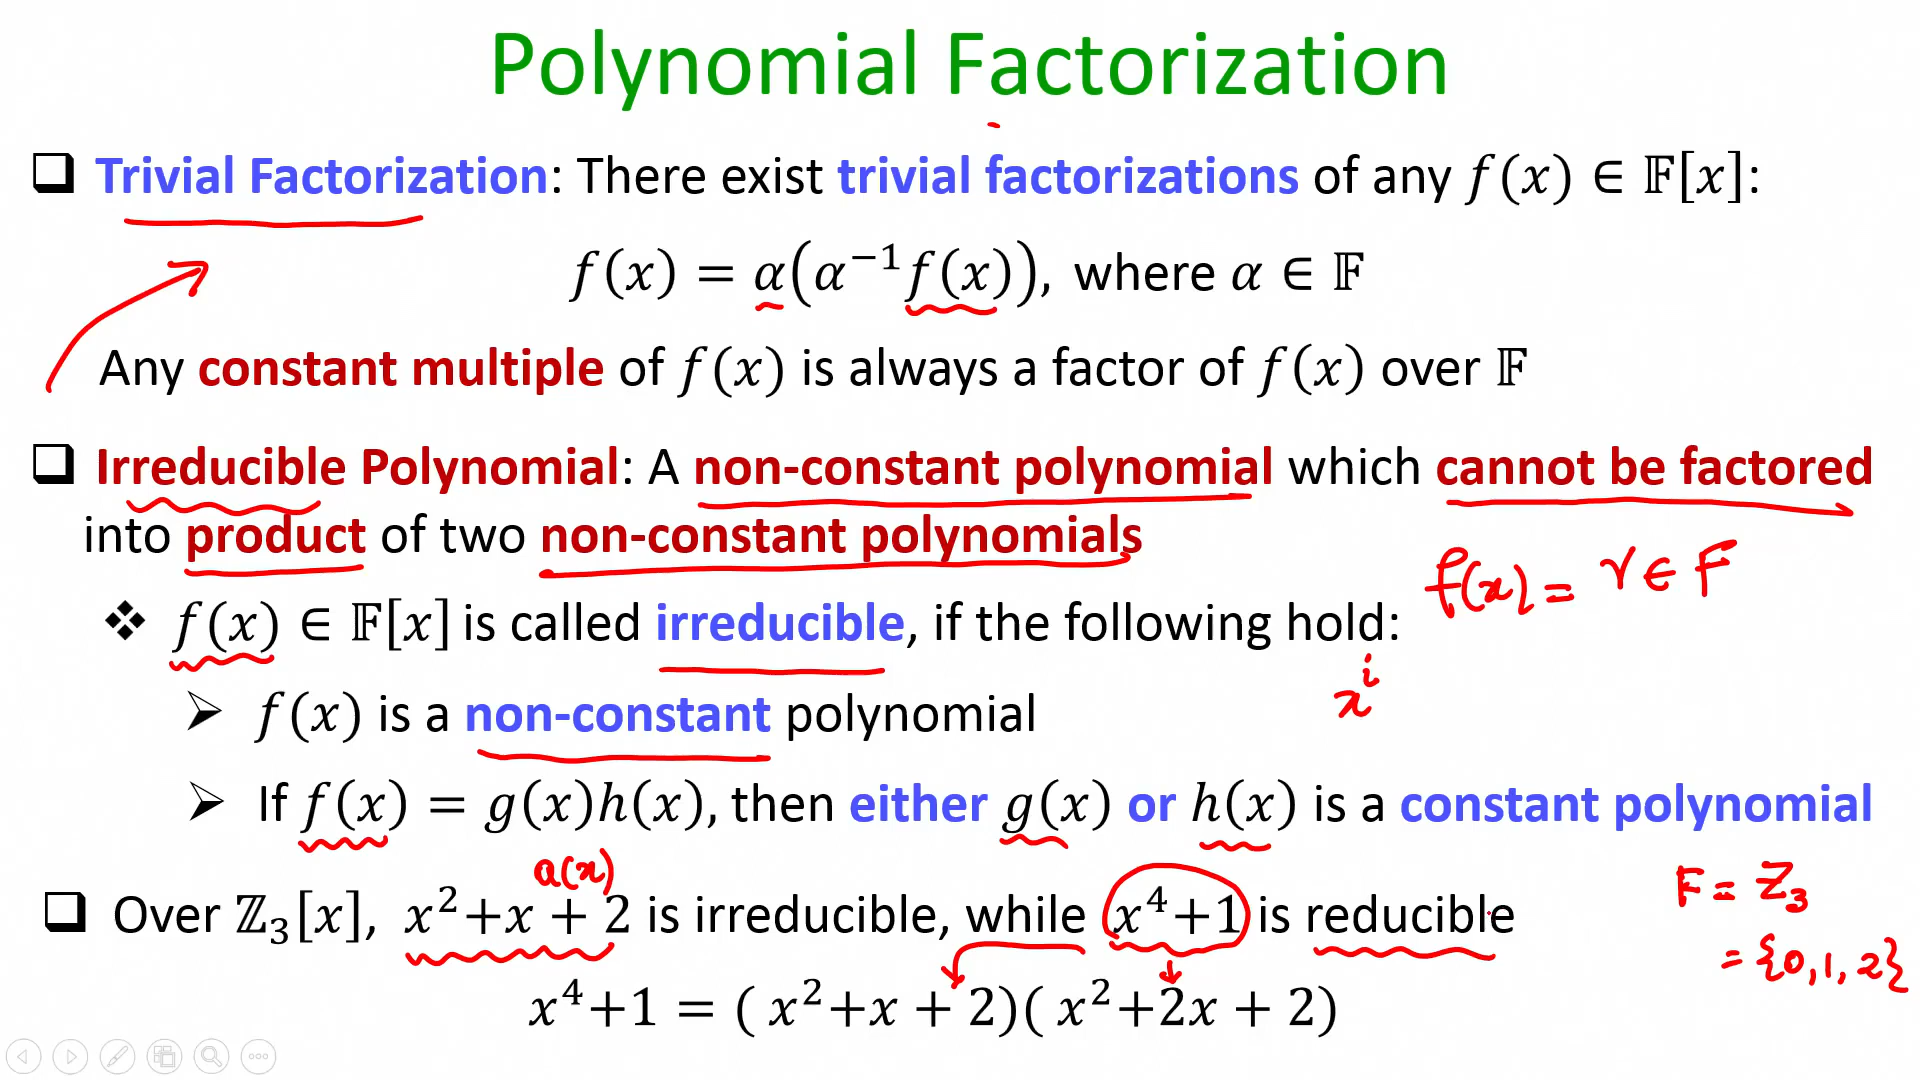 Polynomial Factorization
❑ Trivial Factorization: There exist trivial factorizations of any f(x) ∈ 𝔽[x]:
f(x) = α(α⁻¹f(x)), where α ∈ 𝔽
Any constant multiple of f(x) is always a factor of f(x) over 𝔽
❑ Irreducible Polynomial: A non-constant polynomial which cannot be factored
into product of two non-constant polynomials
f(x) = r ∈ F
❖ f(x) ∈ 𝔽[x] is called irreducible, if the following hold:
xⁱ
➢ f(x) is a non-constant polynomial
➢ If f(x) = g(x)h(x), then either g(x) or h(x) is a constant polynomial
a(x)
F = Z₃
❑ Over ℤ₃[x], x²+x + 2 is irreducible, while x⁴+1 is reducible
= {0, 1, 2}
x⁴+1 = ( x²+x + 2)( x²+2x + 2)